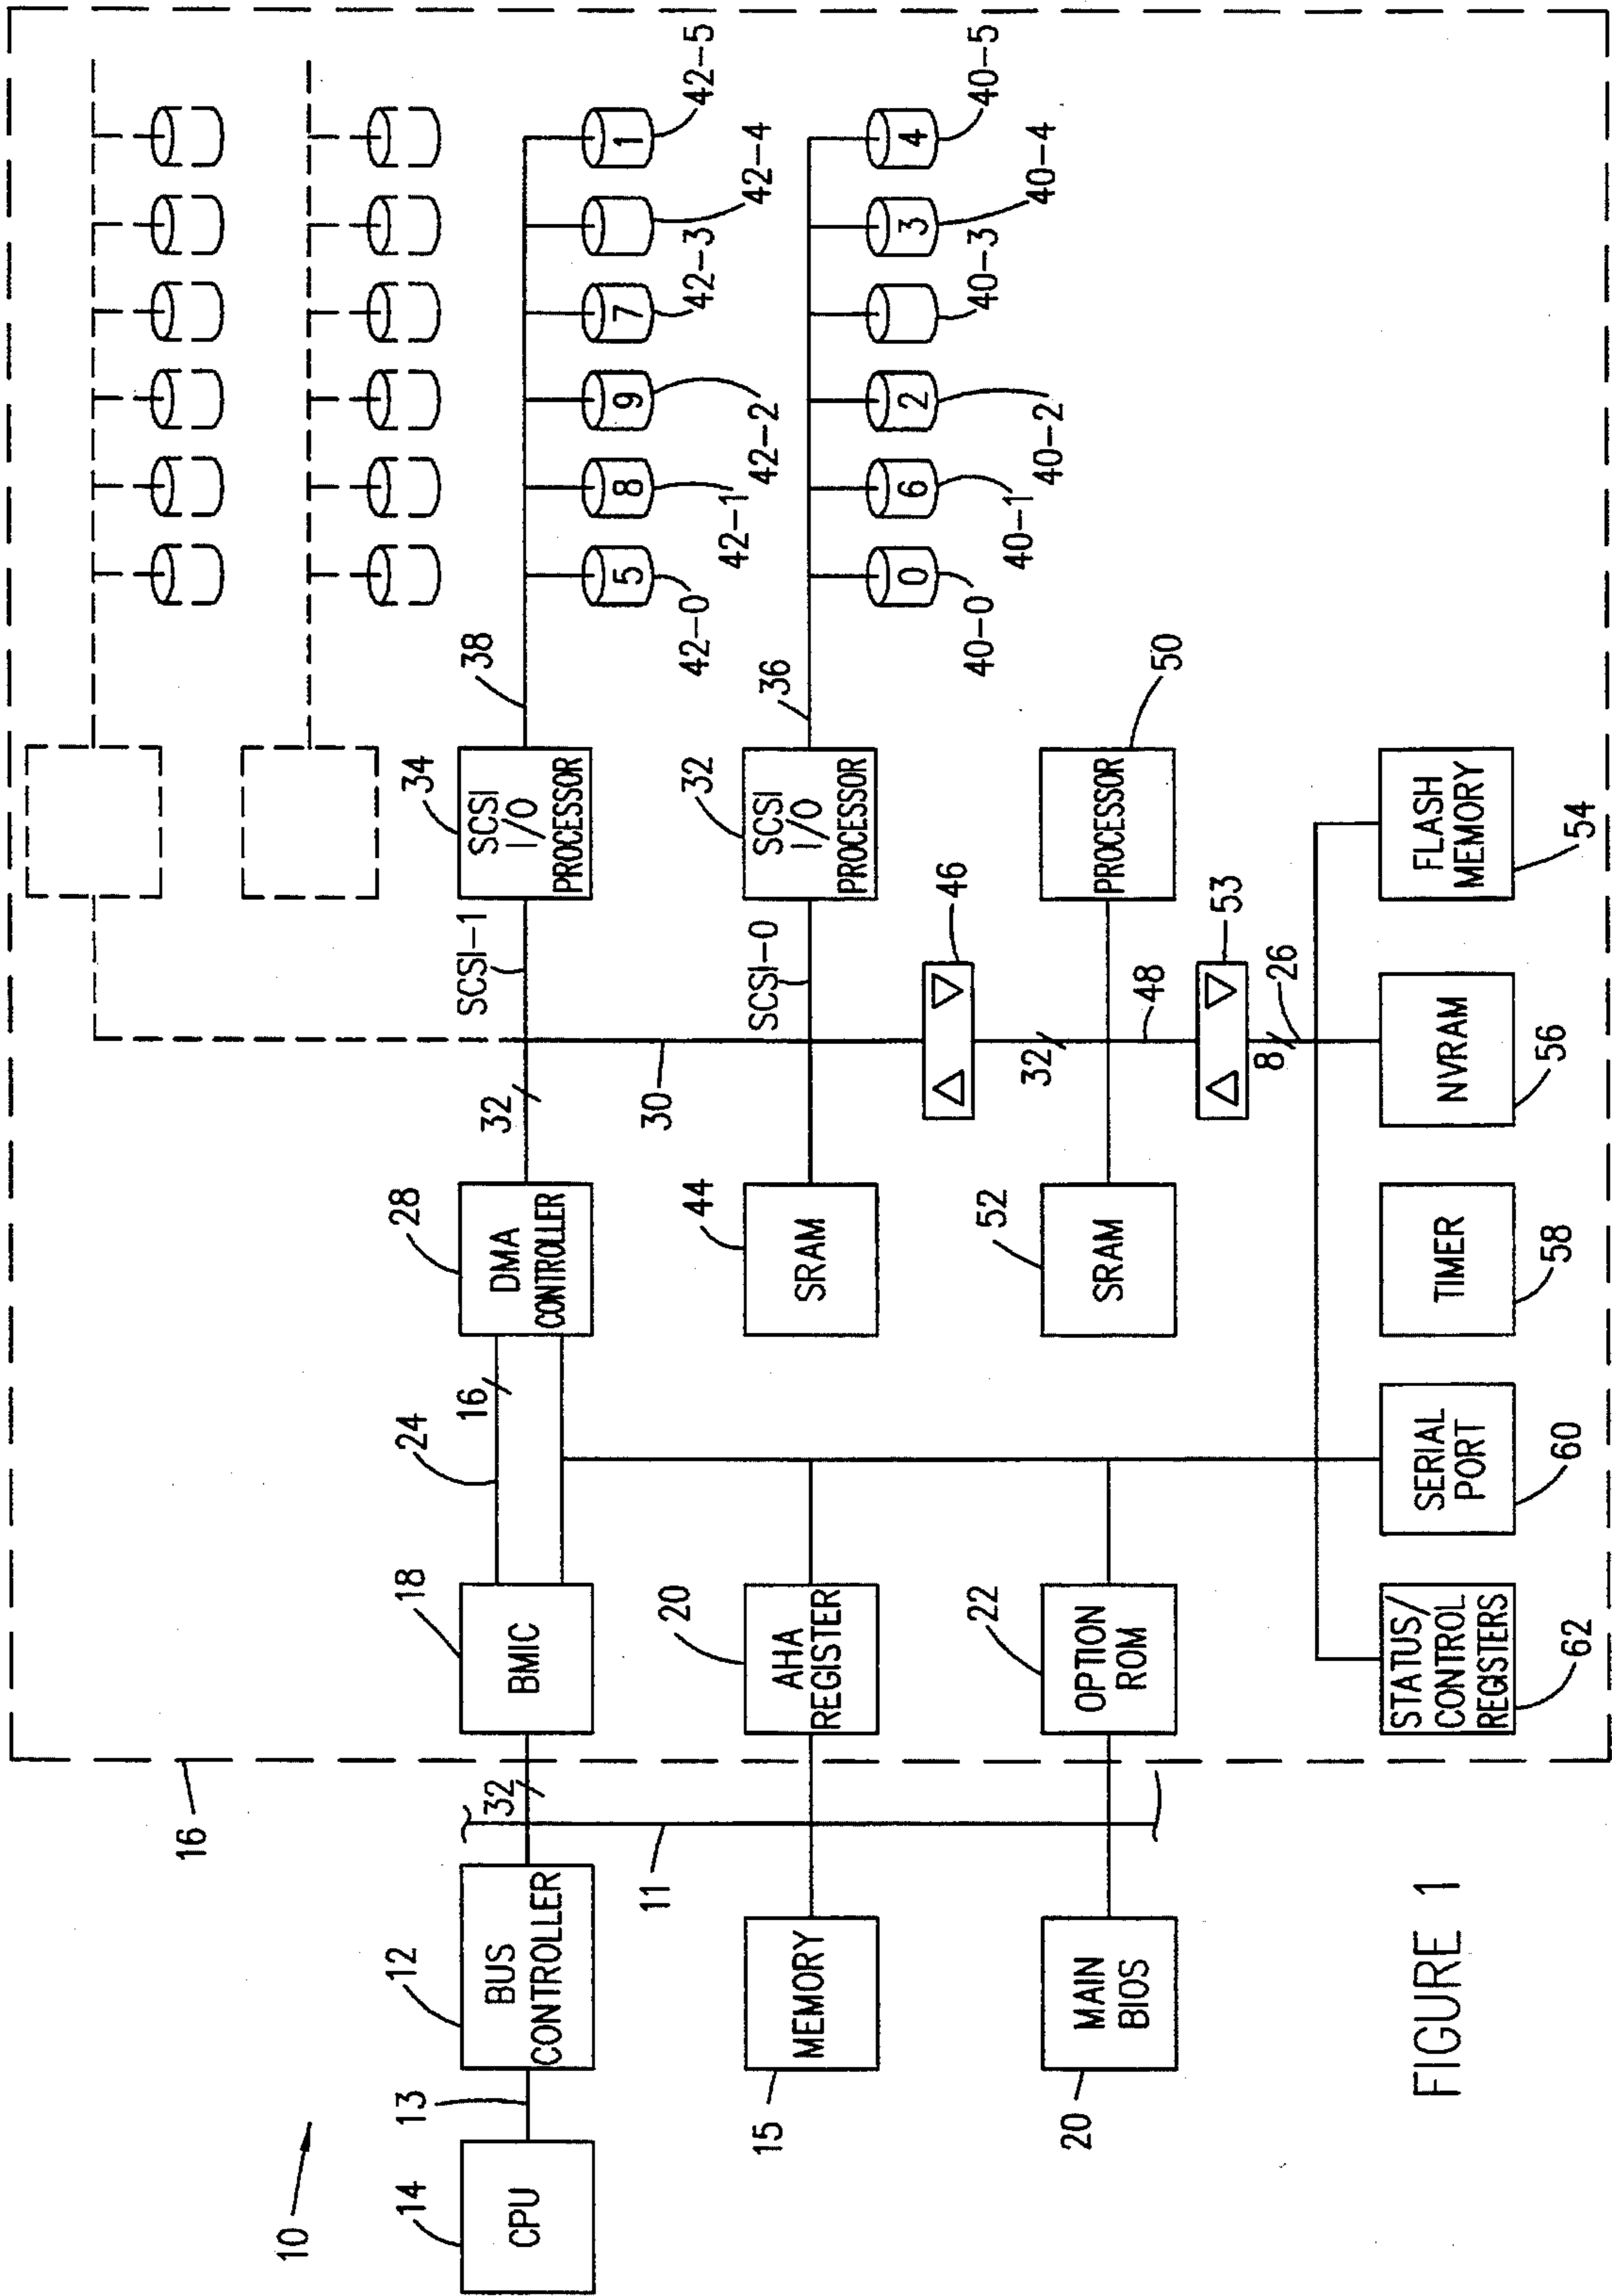 10
14
CPU
13
12
BUS
CONTROLLER
32
11
15
MEMORY
20
MAIN
BIOS
16
18
BMIC
24
16
28
DMA
CONTROLLER
32
20
AHA
REGISTER
22
OPTION
ROM
44
SRAM
52
SRAM
30
SCSI-1
34
SCSI
I/O
PROCESSOR
38
5
8
9
7
1
42-0
42-1
42-2
42-3
42-4
42-5
SCSI-0
32
SCSI
I/O
PROCESSOR
36
0
6
2
3
4
40-0
40-1
40-2
40-3
40-4
40-5
46
32
48
PROCESSOR
50
53
8
26
STATUS/
CONTROL
REGISTERS
62
SERIAL
PORT
60
TIMER
58
NVRAM
56
FLASH
MEMORY
54
FIGURE 1